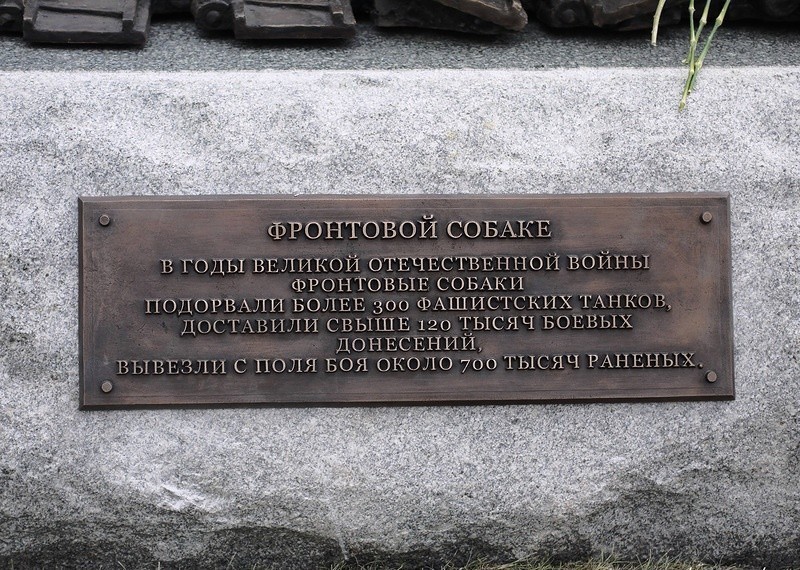 ФРОНТОВОЙ СОБАКЕ
В ГОДЫ ВЕЛИКОЙ ОТЕЧЕСТВЕННОЙ ВОЙНЫ
ФРОНТОВЫЕ СОБАКИ
ПОДОРВАЛИ БОЛЕЕ 300 ФАШИСТСКИХ ТАНКОВ,
ДОСТАВИЛИ СВЫШЕ 120 ТЫСЯЧ БОЕВЫХ
ДОНЕСЕНИЙ,
ВЫВЕЗЛИ С ПОЛЯ БОЯ ОКОЛО 700 ТЫСЯЧ РАНЕНЫХ.